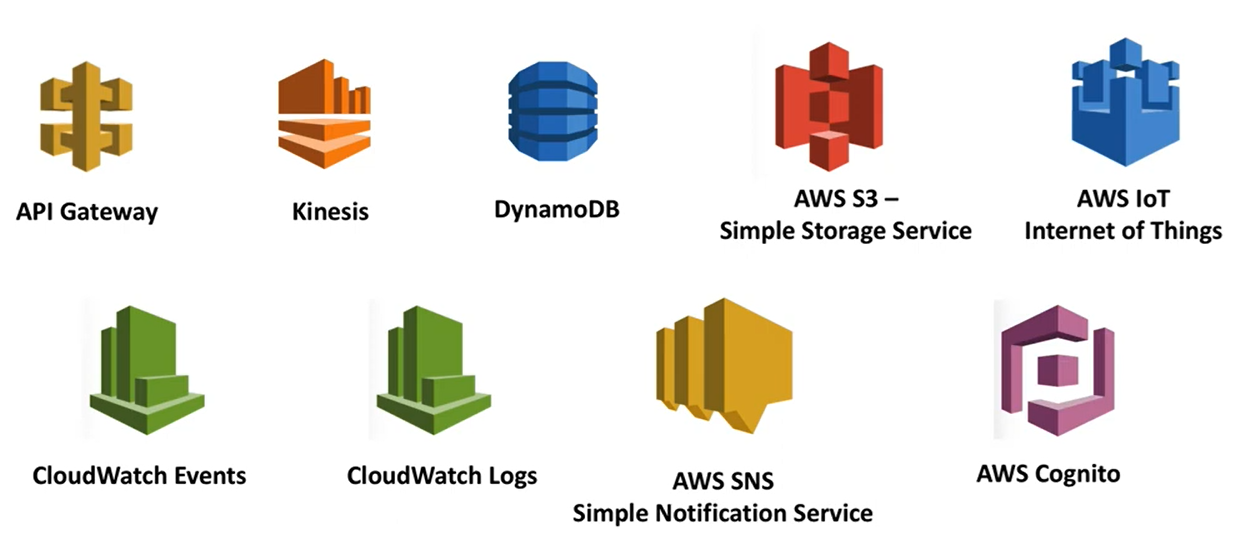 API Gateway
Kinesis
DynamoDB
AWS S3 –
Simple Storage Service
AWS IoT
Internet of Things
CloudWatch Events
CloudWatch Logs
AWS SNS
Simple Notification Service
AWS Cognito